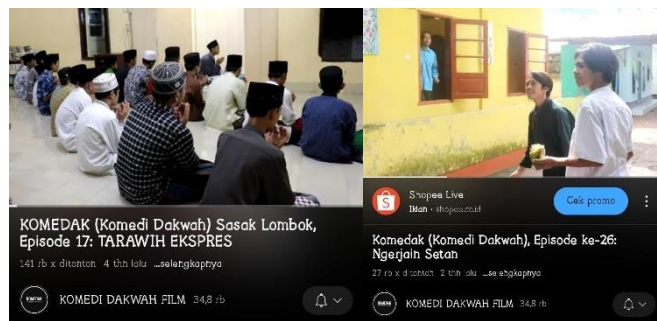 KOMEDAK (Komedi Dakwah) Sasak Lombok,
Episode 17: TARAWIH EKSPRES
141 rb x ditonton 4 thn lalu ...selengkapnya
KOMEDI DAKWAH FILM 34,8 rb
Shopee Live
Iklan · shopee.co.id
Cek promo
Komedak (Komedi Dakwah), Episode ke-26:
Ngerjain Setan
27 rb x ditonton 2 thn lalu ...selengkapnya
KOMEDI DAKWAH FILM 34,8 rb